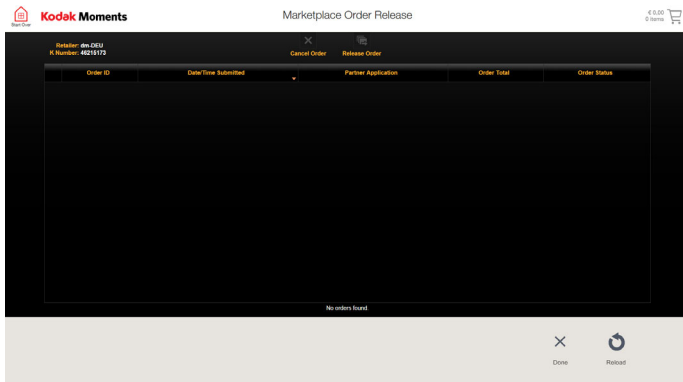 Kodak Moments
Marketplace Order Release
€ 0.00
0 Items
Start Over
Retailer: dm-DEU
K Number: 46215173
Cancel Order
Release Order
Order ID
Date/Time Submitted
Partner Application
Order Total
Order Status
No orders found.
Done
Reload